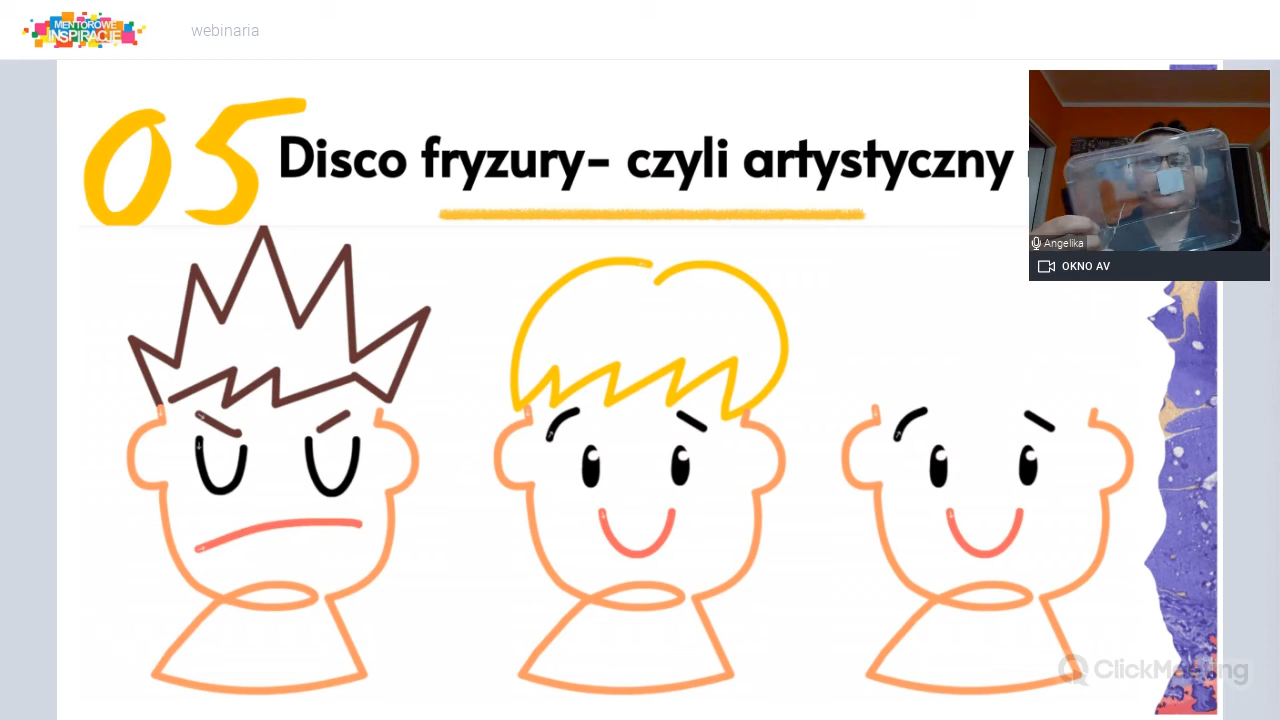 MENTOROWE
INSPIRACJE
webinaria
05 Disco fryzury- czyli artystyczny
Angelika
OKNO AV
ClickMeeting